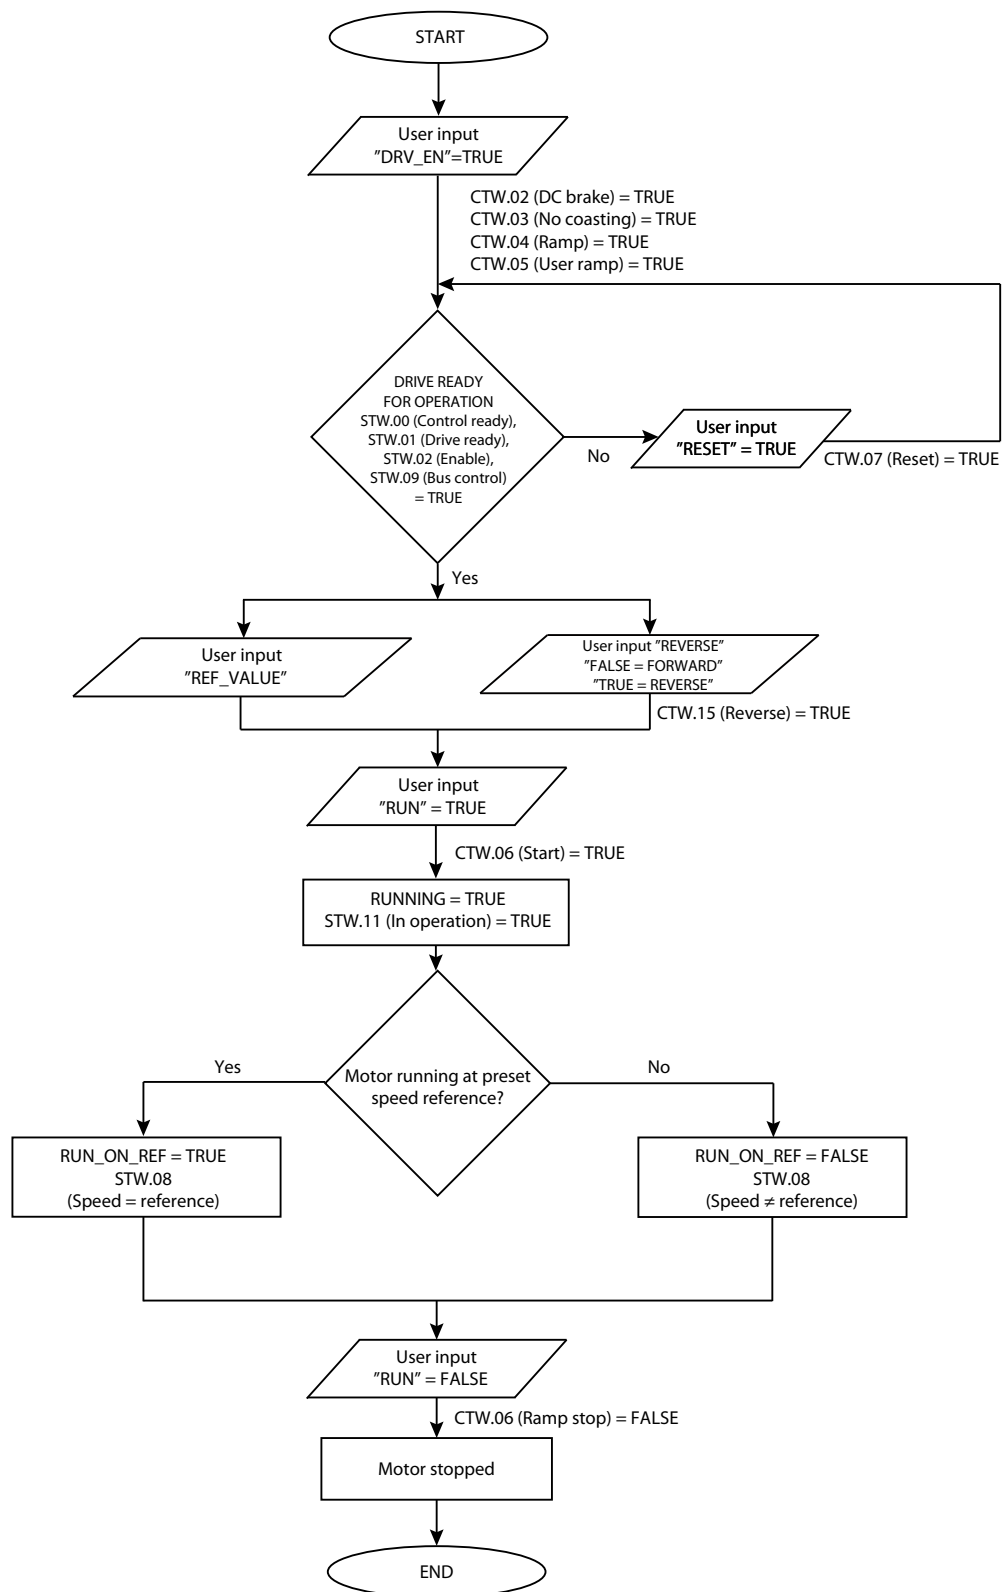 START
User input
"DRV_EN"=TRUE
CTW.02 (DC brake) = TRUE
CTW.03 (No coasting) = TRUE
CTW.04 (Ramp) = TRUE
CTW.05 (User ramp) = TRUE
DRIVE READY
FOR OPERATION
STW.00 (Control ready),
STW.01 (Drive ready),
STW.02 (Enable),
STW.09 (Bus control)
= TRUE
No
User input
"RESET" = TRUE
CTW.07 (Reset) = TRUE
Yes
User input
"REF_VALUE"
User input "REVERSE"
"FALSE = FORWARD"
"TRUE = REVERSE"
CTW.15 (Reverse) = TRUE
User input
"RUN" = TRUE
CTW.06 (Start) = TRUE
RUNNING = TRUE
STW.11 (In operation) = TRUE
Motor running at preset
speed reference?
Yes
No
RUN_ON_REF = TRUE
STW.08
(Speed = reference)
RUN_ON_REF = FALSE
STW.08
(Speed ≠ reference)
User input
"RUN" = FALSE
CTW.06 (Ramp stop) = FALSE
Motor stopped
END